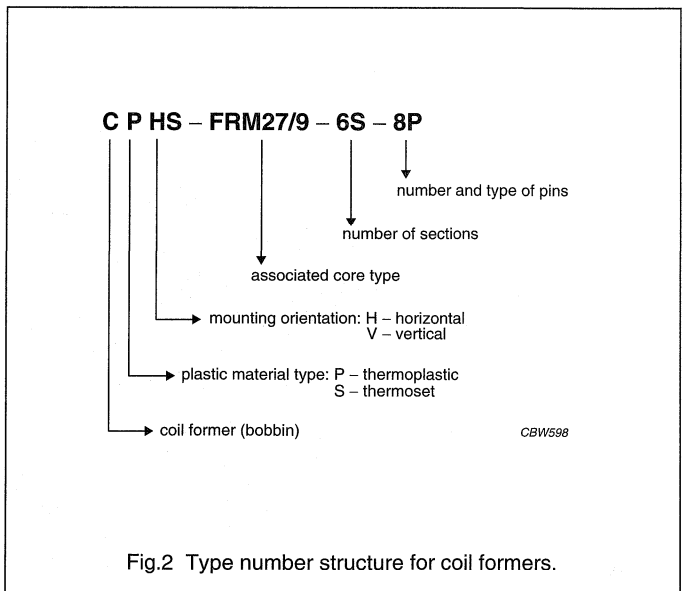 C P HS – FRM27/9 – 6S – 8P
number and type of pins
number of sections
associated core type
mounting orientation: H – horizontal
V – vertical
plastic material type: P – thermoplastic
S – thermoset
coil former (bobbin)
CBW598
Fig.2 Type number structure for coil formers.